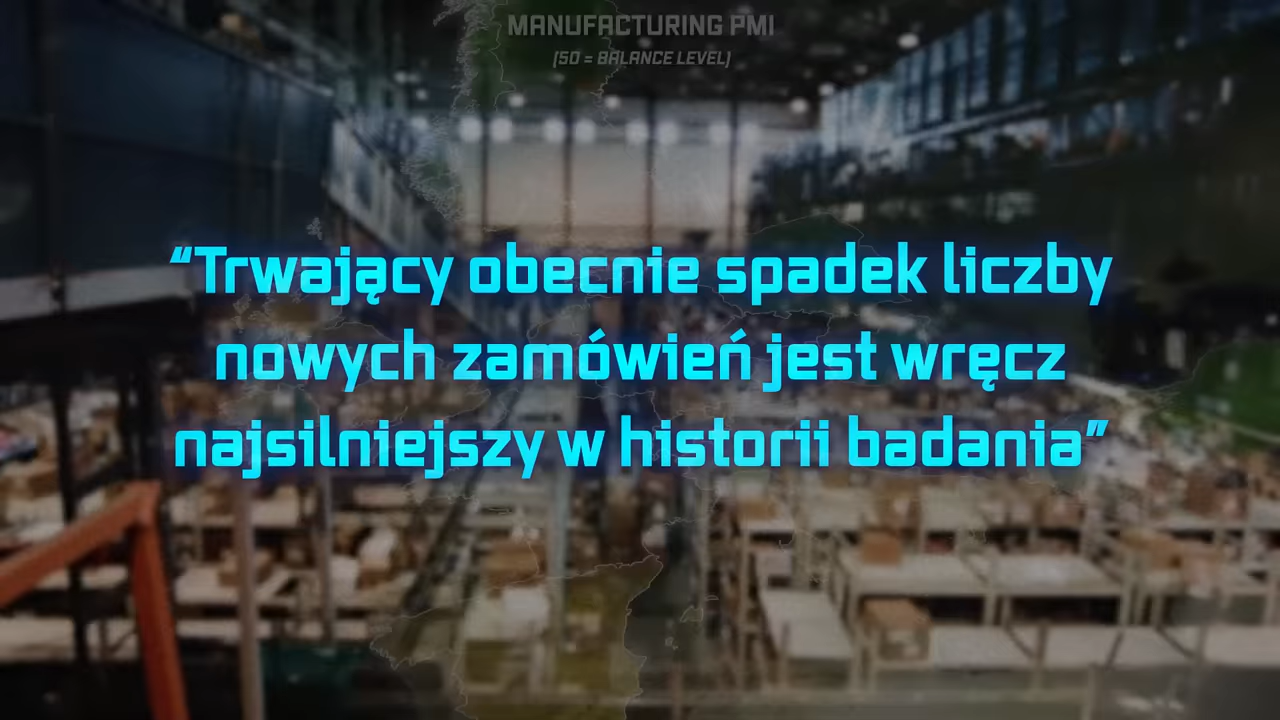 MANUFACTURING PMI
(50 = BALANCE LEVEL)
“Trwający obecnie spadek liczby
nowych zamówień jest wręcz
najsilniejszy w historii badania”